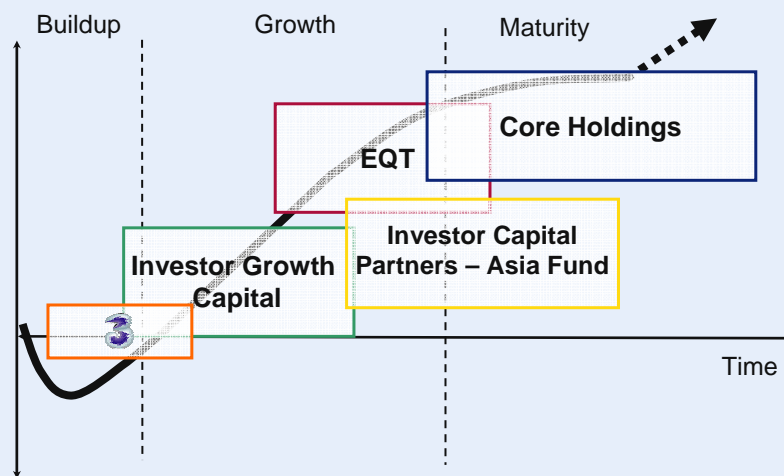 Buildup
Growth
Maturity
Core Holdings
EQT
Investor Capital
Partners – Asia Fund
Investor Growth
Capital
3
Time